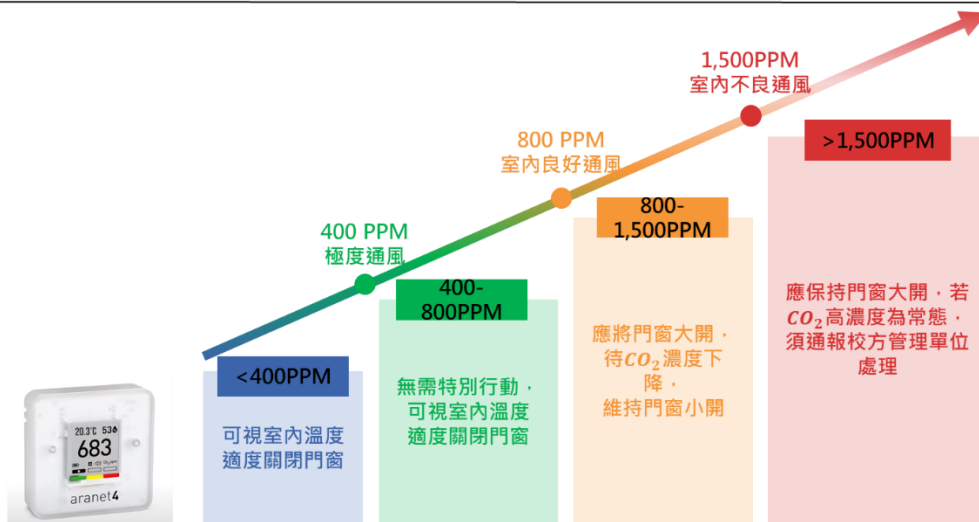 1,500PPM
室內不良通風
>1,500PPM
800 PPM
室內良好通風
800-
1,500PPM
400 PPM
極度通風
400-
800PPM
<400PPM
應保持門窗大開，若
CO₂高濃度為常態，
須通報校方管理單位
處理
應將門窗大開，
待CO₂濃度下
降，
維持門窗小開
無需特別行動，
可視室內溫度
適度關閉門窗
可視室內溫度
適度關閉門窗
20.3°C 53
683
aranet4